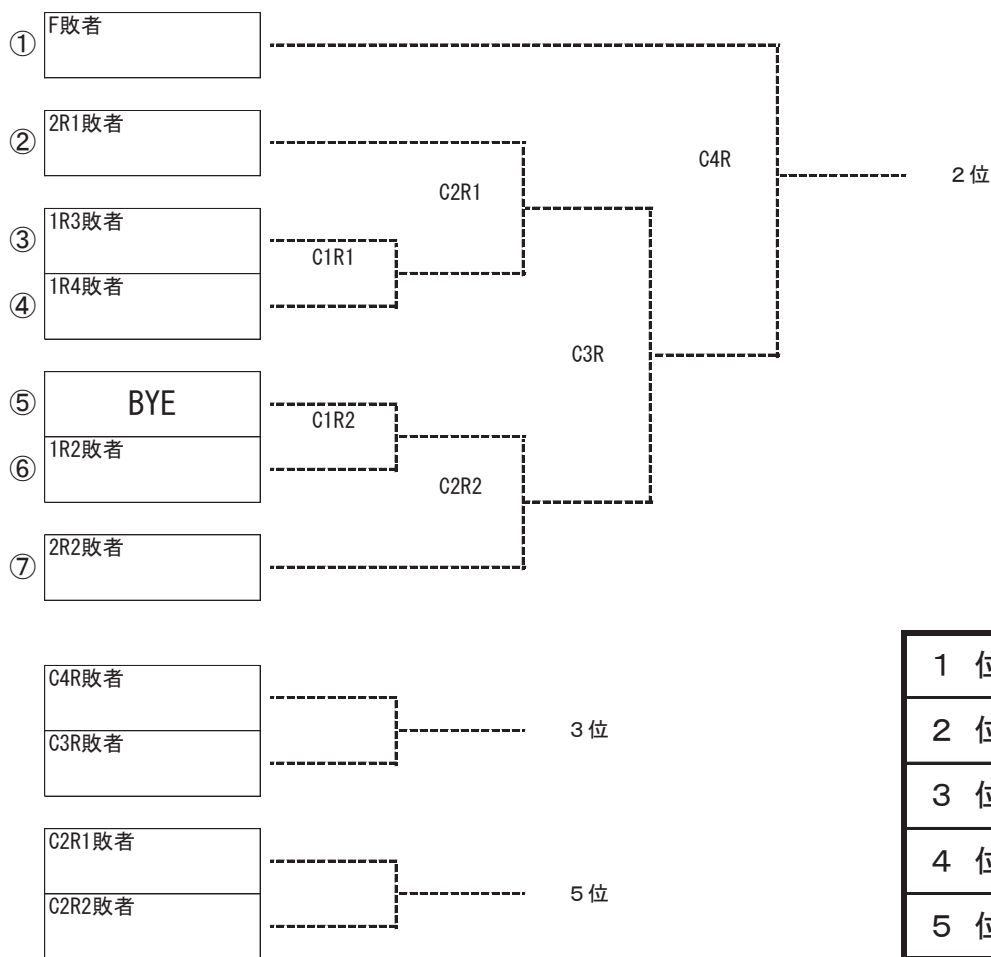 ① F敗者
② 2R1敗者
C4R
2位
C2R1
③ 1R3敗者
C1R1
④ 1R4敗者
C3R
⑤ BYE
C1R2
⑥ 1R2敗者
C2R2
⑦ 2R2敗者
C4R敗者
3位
C3R敗者
C2R1敗者
5位
C2R2敗者
1 位
2 位
3 位
4 位
5 位